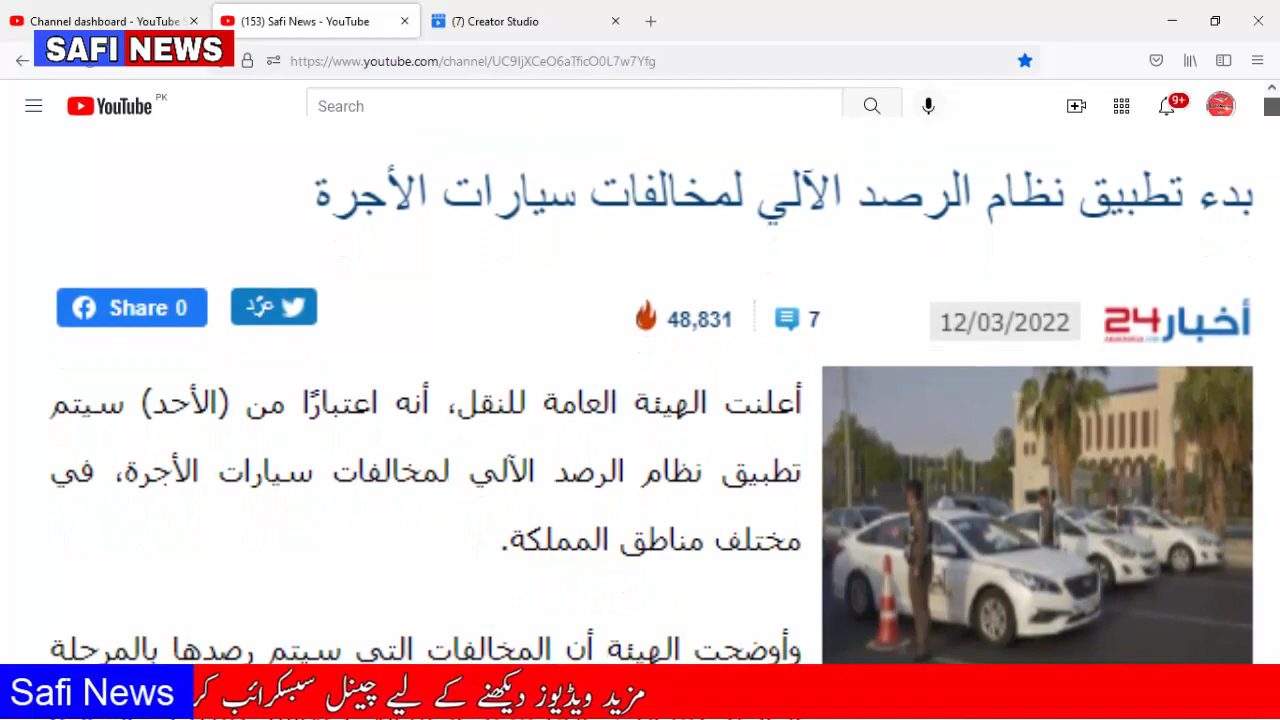 Channel dashboard - YouTube
(153) Safi News - YouTube
(7) Creator Studio
SAFI NEWS
https://www.youtube.com/channel/UC9IjXCeO6aTficO0L7w7Yfg
YouTube PK
Search
9+
بدء تطبيق نظام الرصد الآلي لمخالفات سيارات الأجرة
Share 0
غرّد
48,831
7
12/03/2022
أخبار24
أعلنت الهيئة العامة للنقل، أنه اعتبارًا من (الأحد) سيتم
تطبيق نظام الرصد الآلي لمخالفات سيارات الأجرة، في
مختلف مناطق المملكة.
وأوضحت الهيئة أن المخالفات التي سيتم رصدها بالمرحلة
Safi News
مزید ویڈیوز دیکھنے کے لیے چینل سبسکرائب کر